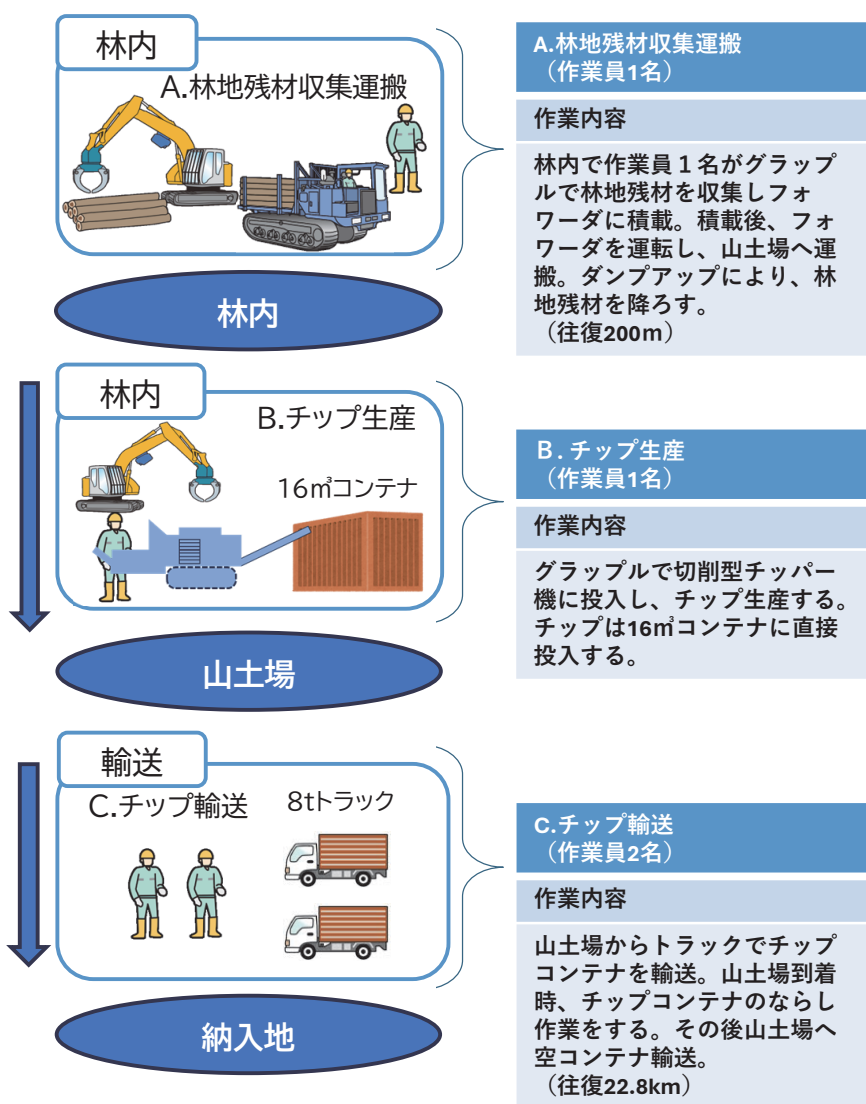 林内
A.林地残材収集運搬
林内
A.林地残材収集運搬
（作業員1名）
作業内容
林内で作業員１名がグラップ
ルで林地残材を収集しフォ
ワーダに積載。積載後、フォ
ワーダを運転し、山土場へ運
搬。ダンプアップにより、林
地残材を降ろす。
（往復200m）
林内
B.チップ生産
16㎥コンテナ
山土場
Ｂ. チップ生産
（作業員1名）
作業内容
グラップルで切削型チッパー
機に投入し、チップ生産する。
チップは16㎥コンテナに直接
投入する。
輸送
C.チップ輸送
8tトラック
納入地
C.チップ輸送
（作業員2名）
作業内容
山土場からトラックでチップ
コンテナを輸送。山土場到着
時、チップコンテナのならし
作業をする。その後山土場へ
空コンテナ輸送。
（往復22.8km）